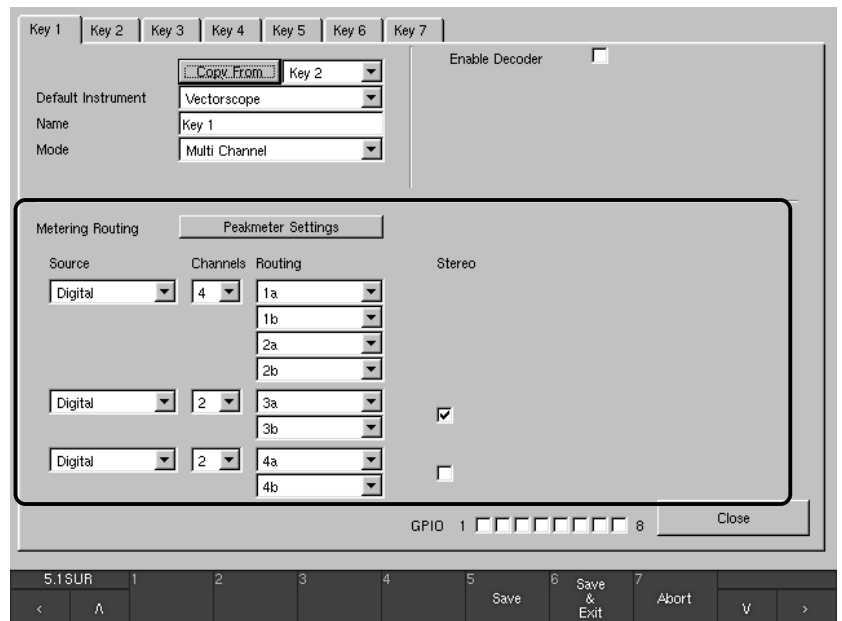 Key 1 Key 2 Key 3 Key 4 Key 5 Key 6 Key 7
Copy From... Key 2
Enable Decoder
Default Instrument Vectorscope
Name Key 1
Mode Multi Channel
Metering Routing Peakmeter Settings
Source Channels Routing Stereo
Digital 4 1a
1b
2a
2b
Digital 2 3a
3b
Digital 2 4a
4b
GPIO 1 8 Close
5.1SUR 1 2 3 4 5 Save 6 Save & Exit 7 Abort
< Λ V >